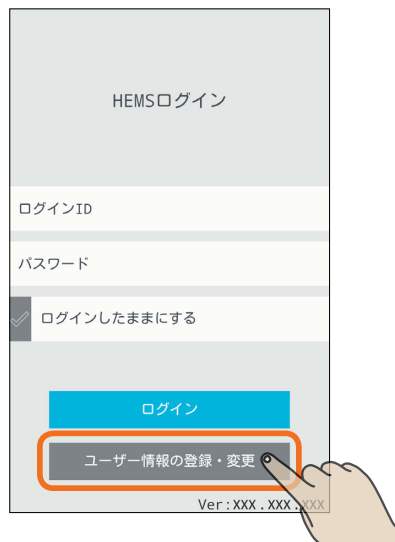 HEMSログイン
ログインID
パスワード
ログインしたままにする
ログイン
ユーザー情報の登録・変更
Ver:XXX.XXX.XXX